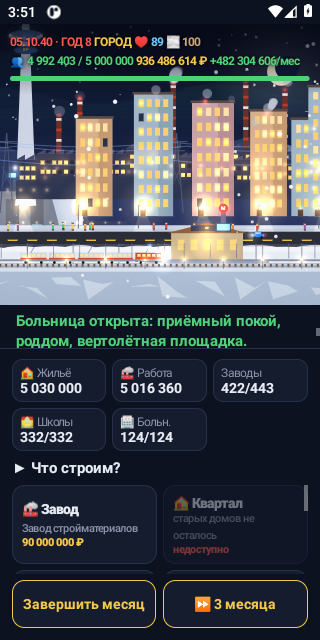 3:51
05.10.40 · ГОД 8 ГОРОД ❤️ 89 📰 100
👥 4 992 403 / 5 000 000 936 486 614 ₽ +482 304 606/мес
Больница открыта: приёмный покой,
роддом, вертолётная площадка.
🏠 Жильё
5 030 000
🏭 Работа
5 016 360
Заводы
422/443
🏫 Школы
332/332
🏥 Больн.
124/124
► Что строим?
🏭 Завод
Завод стройматериалов
90 000 000 ₽
🏠 Квартал
старых домов не
осталось
недоступно
Завершить месяц
⏩ 3 месяца